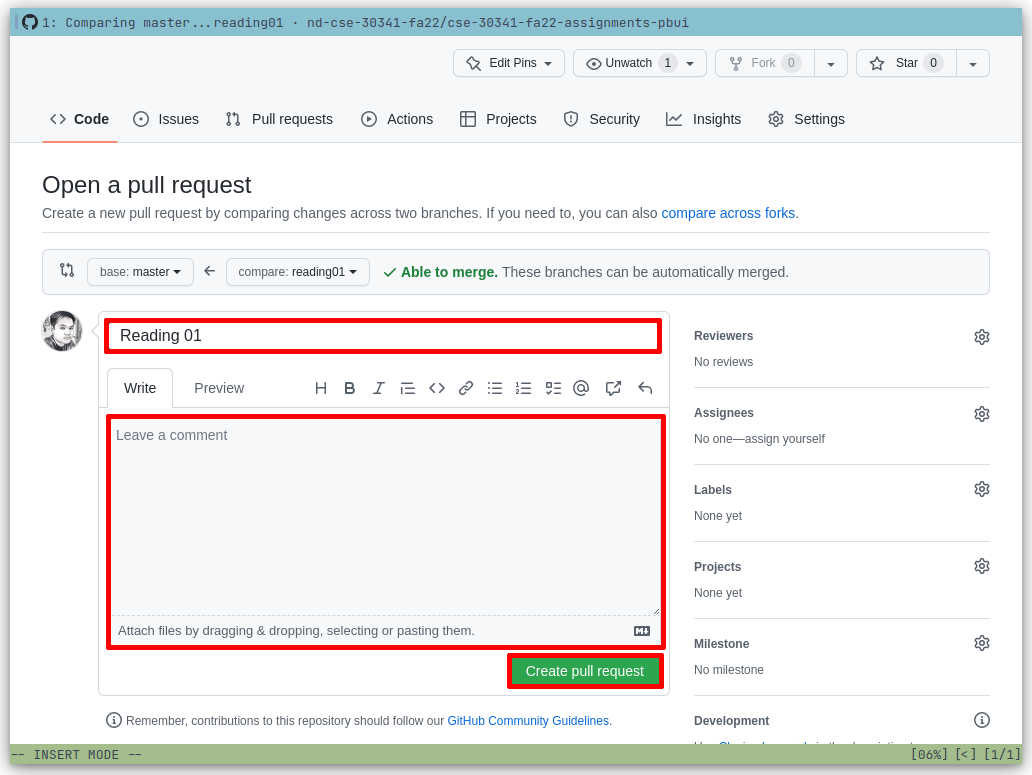 1: Comparing master...reading01 · nd-cse-30341-fa22/cse-30341-fa22-assignments-pbui
Edit Pins Unwatch 1 Fork 0 Star 0
Code Issues Pull requests Actions Projects Security Insights Settings
Open a pull request
Create a new pull request by comparing changes across two branches. If you need to, you can also compare across forks.
base: master compare: reading01 Able to merge. These branches can be automatically merged.
Reading 01
Write Preview
Leave a comment
Attach files by dragging & dropping, selecting or pasting them.
Create pull request
Remember, contributions to this repository should follow our GitHub Community Guidelines.
Reviewers
No reviews
Assignees
No one—assign yourself
Labels
None yet
Projects
None yet
Milestone
No milestone
Development
-- INSERT MODE -- [06%] [<] [1/1]